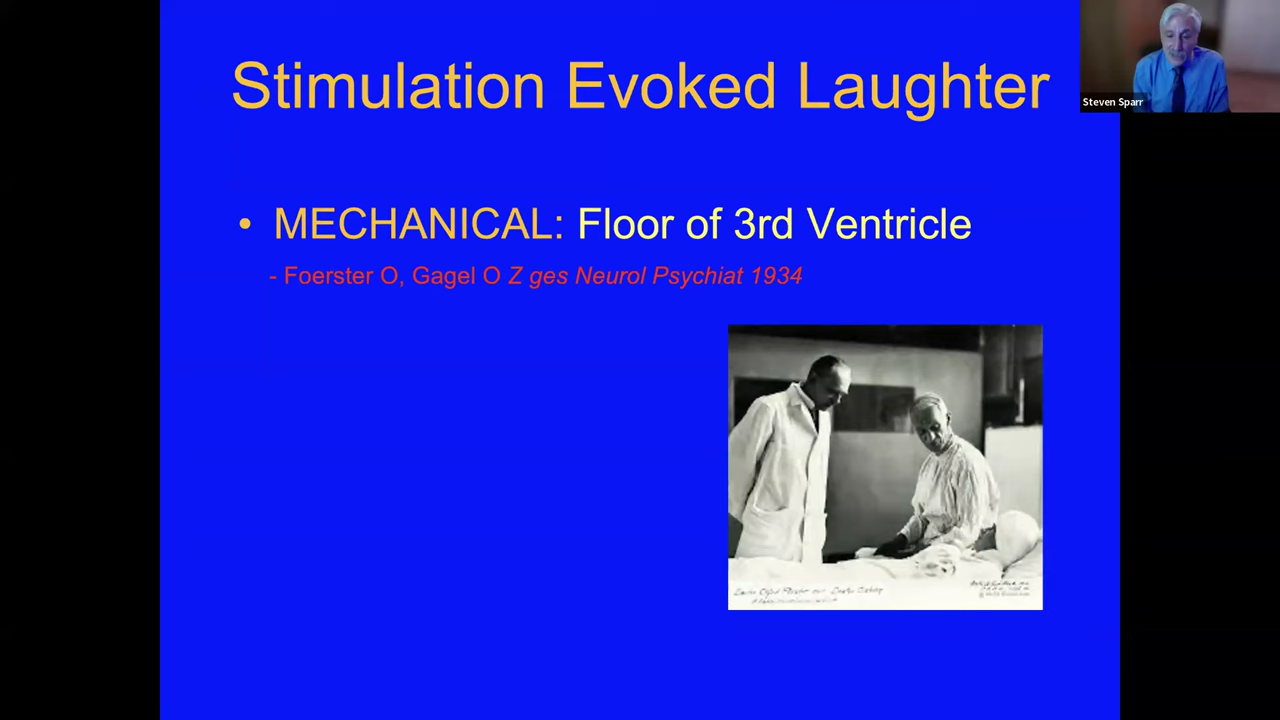 Stimulation Evoked Laughter
Steven Sparr
• MECHANICAL: Floor of 3rd Ventricle
- Foerster O, Gagel O Z ges Neurol Psychiat 1934